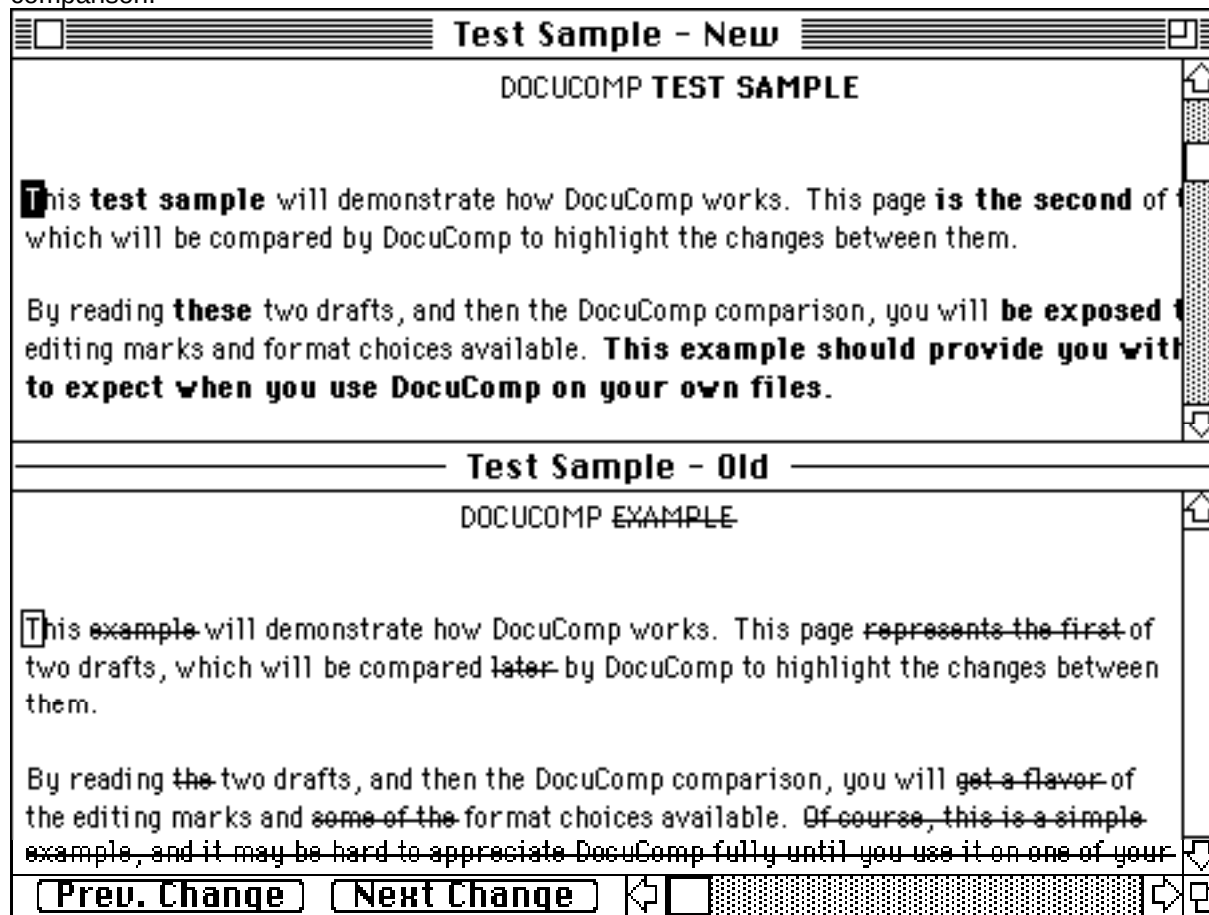 comparison.
Test Sample - New
DOCUCOMP TEST SAMPLE
This test sample will demonstrate how DocuComp works. This page is the second of
which will be compared by DocuComp to highlight the changes between them.
By reading these two drafts, and then the DocuComp comparison, you will be exposed
editing marks and format choices available. This example should provide you with
to expect when you use DocuComp on your own files.
Test Sample - Old
DOCUCOMP EXAMPLE
This example will demonstrate how DocuComp works. This page represents the first of
two drafts, which will be compared later by DocuComp to highlight the changes between
them.
By reading the two drafts, and then the DocuComp comparison, you will get a flavor of
the editing marks and some of the format choices available. Of course, this is a simple
example, and it may be hard to appreciate DocuComp fully until you use it on one of your
Prev. Change Next Change